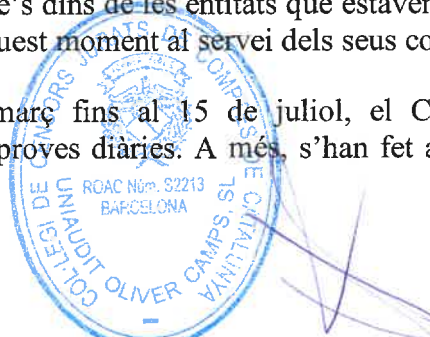 e's dins de les entitats que estaven
uest moment al servei dels seus co
març fins al 15 de juliol, el C
proves diàries. A més, s'han fet a
COL·LEGI DE CENSORS JURATS DE COMPTES DE CATALUNYA
ROAC Núm. S2213
BARCELONA
UNIAUDIT OLIVER CAMPS, SL